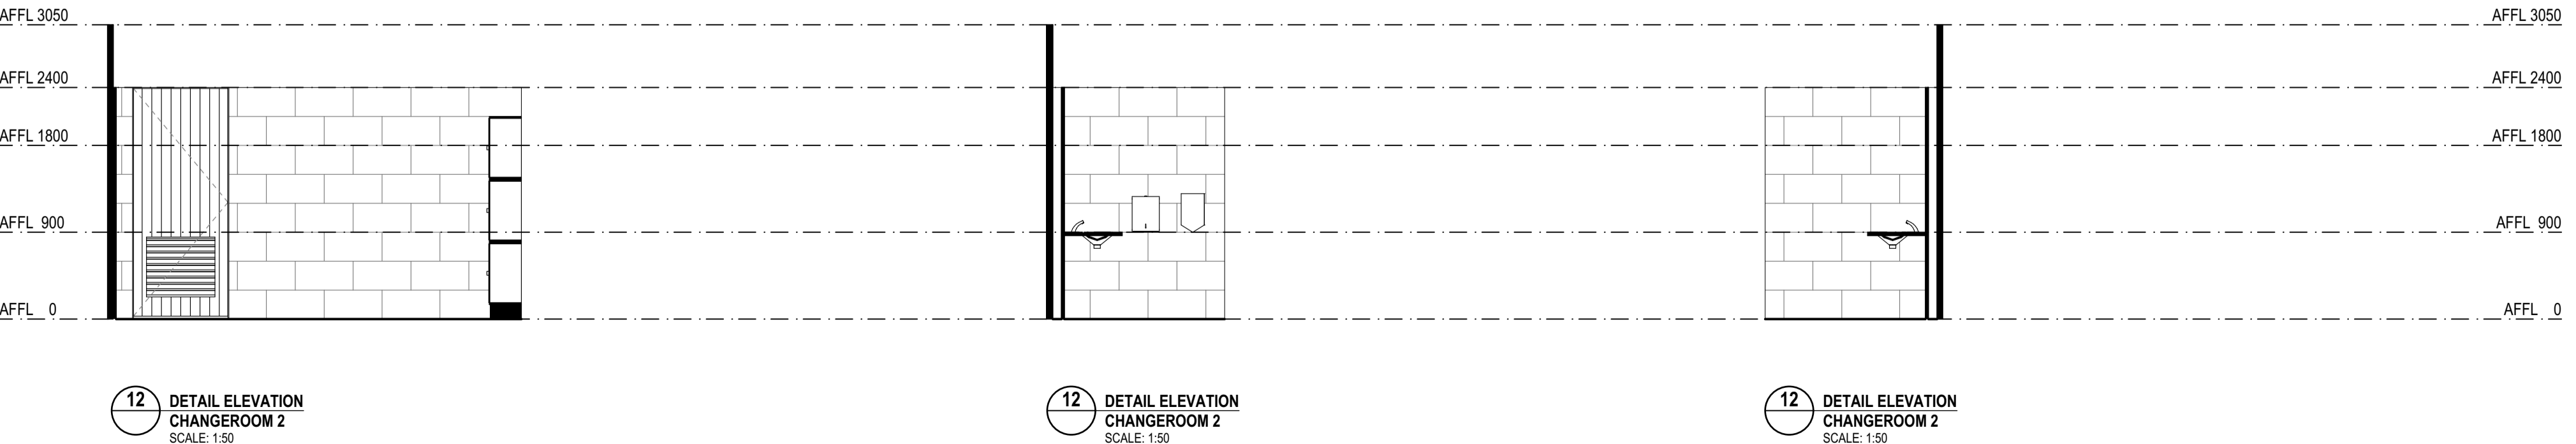 AFFL 3050
AFFL 3050
AFFL 2400
AFFL 2400
AFFL 1800
AFFL 1800
AFFL 900
AFFL 900
AFFL 0
AFFL 0
12
DETAIL ELEVATION
CHANGEROOM 2
SCALE: 1:50
12
DETAIL ELEVATION
CHANGEROOM 2
SCALE: 1:50
12
DETAIL ELEVATION
CHANGEROOM 2
SCALE: 1:50